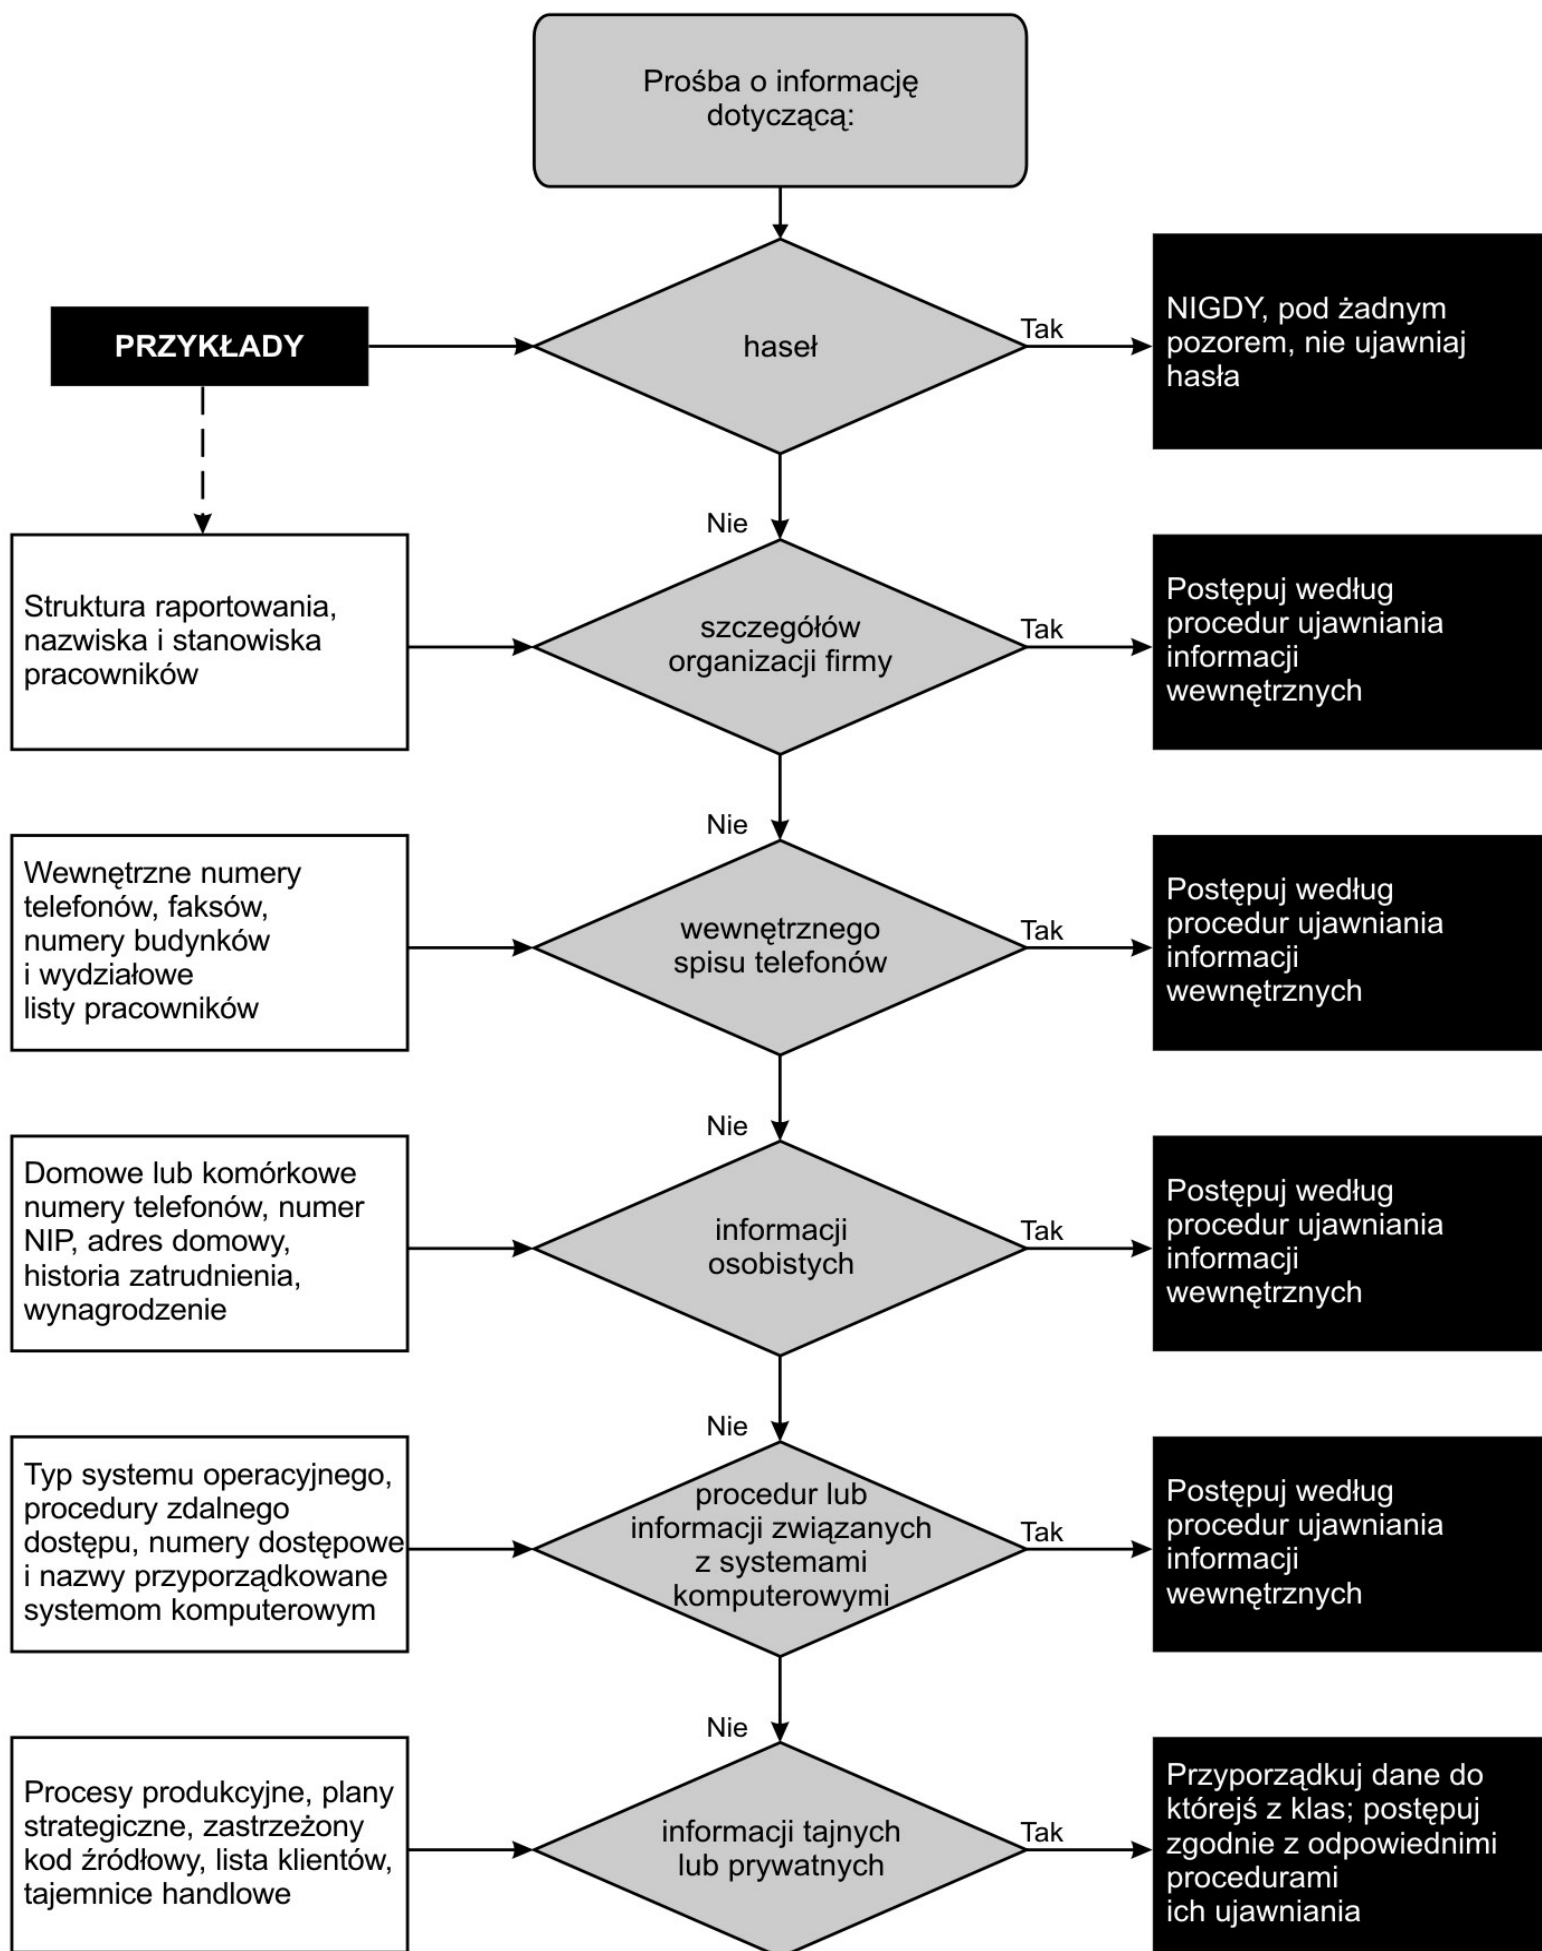 Prośba o informację
dotyczącą:
PRZYKŁADY
haseł
Tak
NIGDY, pod żadnym
pozorem, nie ujawniaj
hasła
Nie
Struktura raportowania,
nazwiska i stanowiska
pracowników
szczegółów
organizacji firmy
Tak
Postępuj według
procedur ujawniania
informacji
wewnętrznych
Nie
Wewnętrzne numery
telefonów, faksów,
numery budynków
i wydziałowe
listy pracowników
wewnętrznego
spisu telefonów
Tak
Postępuj według
procedur ujawniania
informacji
wewnętrznych
Nie
Domowe lub komórkowe
numery telefonów, numer
NIP, adres domowy,
historia zatrudnienia,
wynagrodzenie
informacji
osobistych
Tak
Postępuj według
procedur ujawniania
informacji
wewnętrznych
Nie
Typ systemu operacyjnego,
procedury zdalnego
dostępu, numery dostępowe
i nazwy przyporządkowane
systemom komputerowym
procedur lub
informacji związanych
z systemami
komputerowymi
Tak
Postępuj według
procedur ujawniania
informacji
wewnętrznych
Nie
Procesy produkcyjne, plany
strategiczne, zastrzeżony
kod źródłowy, lista klientów,
tajemnice handlowe
informacji tajnych
lub prywatnych
Tak
Przyporządkuj dane do
którejś z klas; postępuj
zgodnie z odpowiednimi
procedurami
ich ujawniania